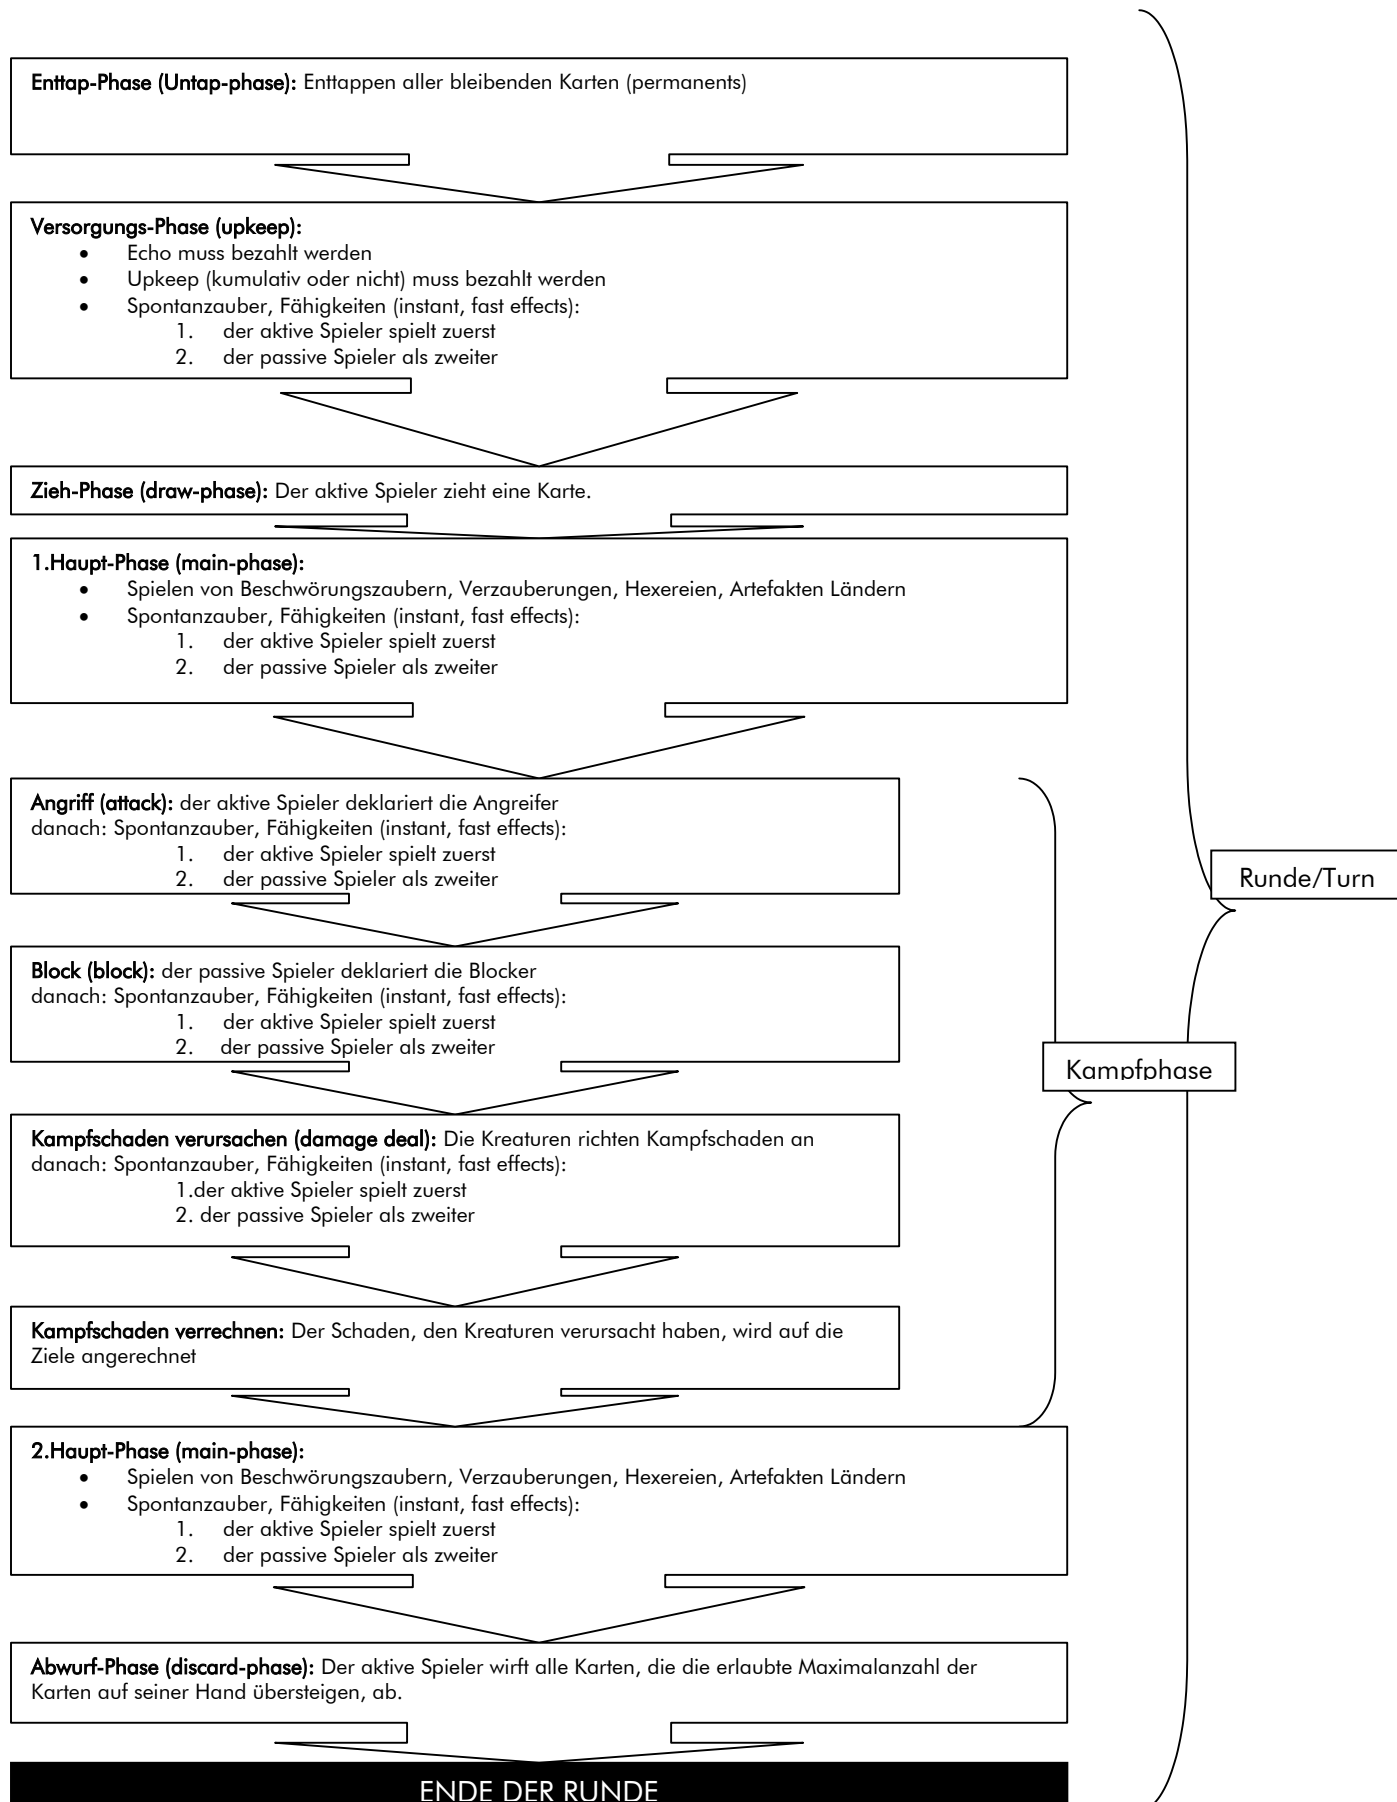 Enttap-Phase (Untap-phase): Enttappen aller bleibenden Karten (permanents)
Versorgungs-Phase (upkeep):
• Echo muss bezahlt werden
• Upkeep (kumulativ oder nicht) muss bezahlt werden
• Spontanzauber, Fähigkeiten (instant, fast effects):
1. der aktive Spieler spielt zuerst
2. der passive Spieler als zweiter
Zieh-Phase (draw-phase): Der aktive Spieler zieht eine Karte.
1.Haupt-Phase (main-phase):
• Spielen von Beschwörungszaubern, Verzauberungen, Hexereien, Artefakten Ländern
• Spontanzauber, Fähigkeiten (instant, fast effects):
1. der aktive Spieler spielt zuerst
2. der passive Spieler als zweiter
Angriff (attack): der aktive Spieler deklariert die Angreifer
danach: Spontanzauber, Fähigkeiten (instant, fast effects):
1. der aktive Spieler spielt zuerst
2. der passive Spieler als zweiter
Runde/Turn
Block (block): der passive Spieler deklariert die Blocker
danach: Spontanzauber, Fähigkeiten (instant, fast effects):
1. der aktive Spieler spielt zuerst
2. der passive Spieler als zweiter
Kampfphase
Kampfschaden verursachen (damage deal): Die Kreaturen richten Kampfschaden an
danach: Spontanzauber, Fähigkeiten (instant, fast effects):
1.der aktive Spieler spielt zuerst
2. der passive Spieler als zweiter
Kampfschaden verrechnen: Der Schaden, den Kreaturen verursacht haben, wird auf die
Ziele angerechnet
2.Haupt-Phase (main-phase):
• Spielen von Beschwörungszaubern, Verzauberungen, Hexereien, Artefakten Ländern
• Spontanzauber, Fähigkeiten (instant, fast effects):
1. der aktive Spieler spielt zuerst
2. der passive Spieler als zweiter
Abwurf-Phase (discard-phase): Der aktive Spieler wirft alle Karten, die die erlaubte Maximalanzahl der
Karten auf seiner Hand übersteigen, ab.
ENDE DER RUNDE